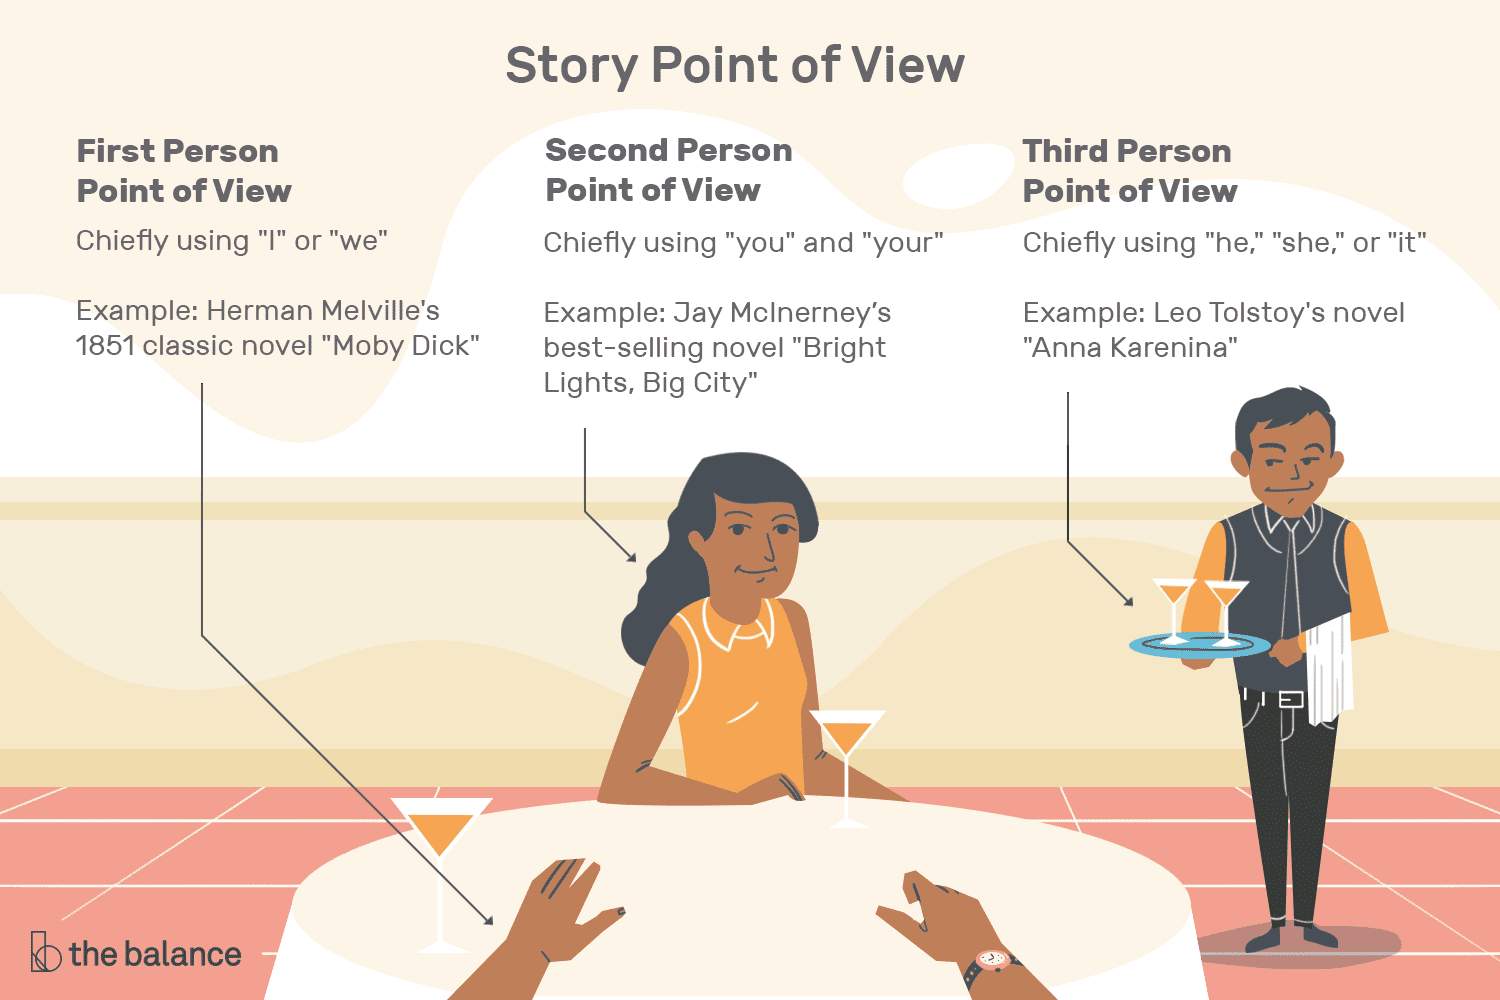 Story Point of View
First Person
Point of View
Chiefly using "I" or "we"
Example: Herman Melville's
1851 classic novel "Moby Dick"
Second Person
Point of View
Chiefly using "you" and "your"
Example: Jay McInerney’s
best-selling novel "Bright
Lights, Big City"
Third Person
Point of View
Chiefly using "he," "she," or "it"
Example: Leo Tolstoy's novel
"Anna Karenina"
the balance